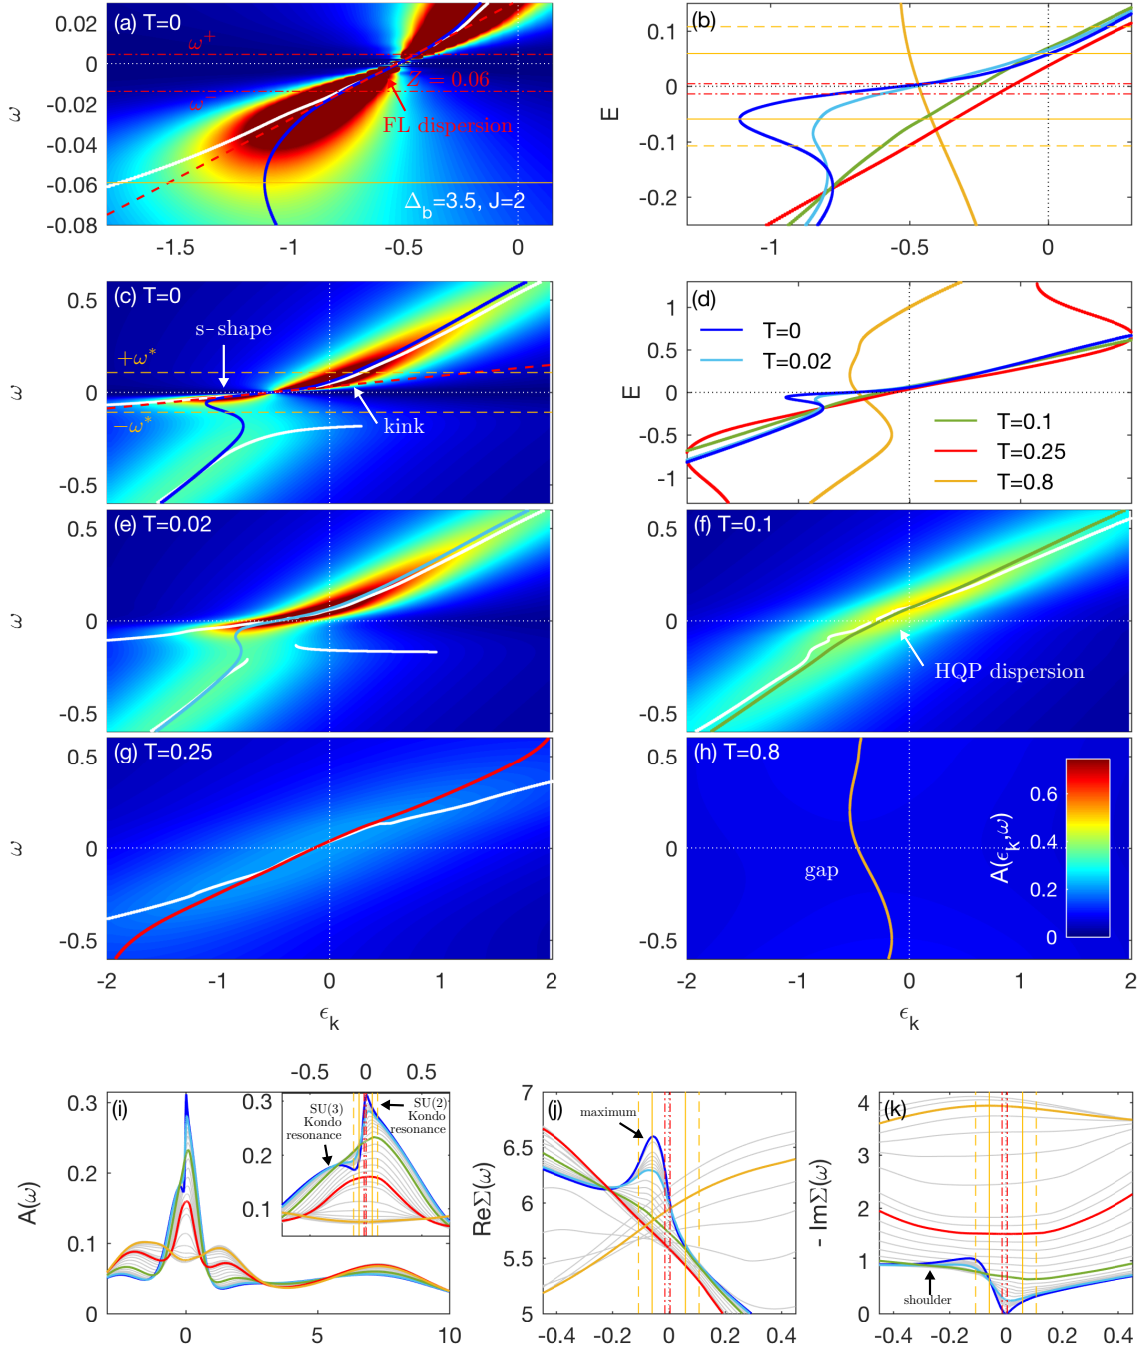 (a) T=0
ω⁺
ω⁻
Z = 0.06
FL dispersion
Δ_b=3.5, J=2
0.02
0
-0.02
-0.04
-0.06
-0.08
ω
-1.5
-1
-0.5
0
(b)
0.1
0
-0.1
-0.2
E
-1
-0.5
0
(c) T=0
s-shape
+ω*
-ω*
kink
0.5
0
-0.5
ω
(d)
T=0
T=0.02
T=0.1
T=0.25
T=0.8
1
0.5
0
-0.5
-1
E
-2
-1
0
1
2
(e) T=0.02
0.5
0
-0.5
ω
(f) T=0.1
HQP dispersion
0.5
0
-0.5
(g) T=0.25
0.5
0
-0.5
ω
-2
-1
0
1
2
ϵ_k
(h) T=0.8
gap
0.5
0
-0.5
0.6
0.4
0.2
0
A(ϵ_k,ω)
-2
-1
0
1
2
ϵ_k
(i)
-0.5
0
0.5
SU(3)
Kondo
resonance
SU(2)
Kondo
resonance
0.3
0.2
0.1
0.3
0.2
0.1
0
A(ω)
0
5
10
(j)
maximum
7
6.5
6
5.5
5
ReΣ(ω)
-0.4
-0.2
0
0.2
0.4
(k)
shoulder
4
3
2
1
0
- ImΣ(ω)
-0.4
-0.2
0
0.2
0.4